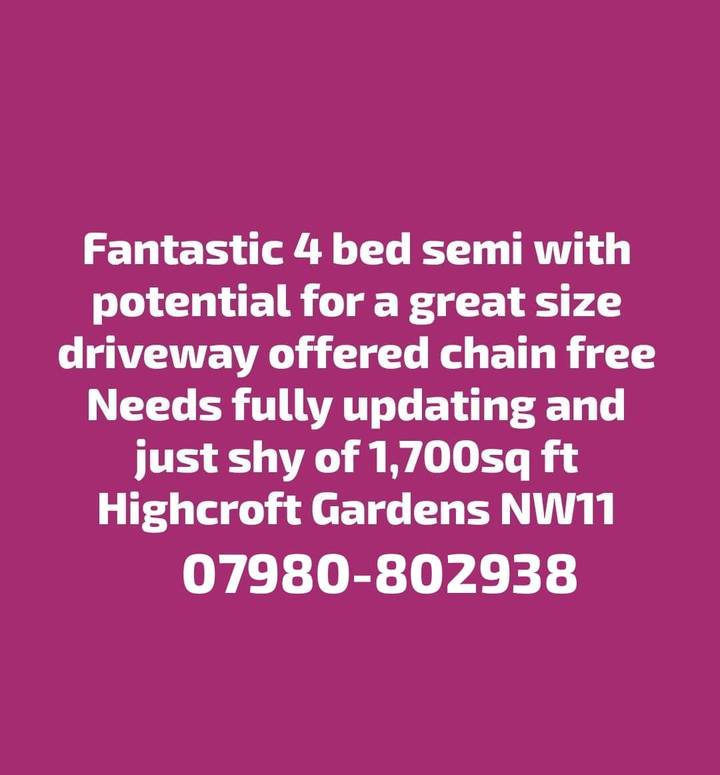 Fantastic 4 bed semi with
potential for a great size
driveway offered chain free
Needs fully updating and
just shy of 1,700sq ft
Highcroft Gardens NW11
07980-802938